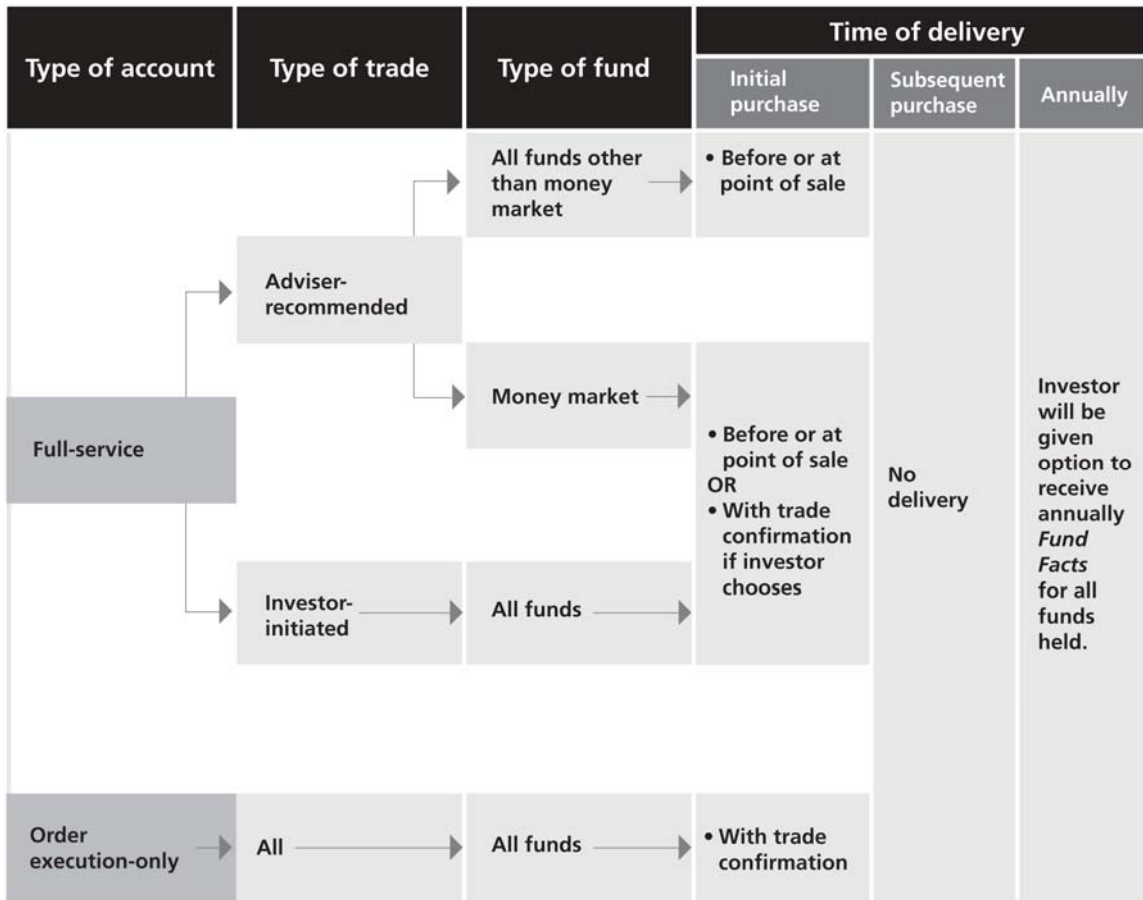 Type of account
Type of trade
Type of fund
Time of delivery
Initial
purchase
Subsequent
purchase
Annually
All funds other
than money
market
• Before or at
point of sale
Adviser-
recommended
Money market
Full-service
• Before or at
point of sale
OR
• With trade
confirmation
if investor
chooses
No
delivery
Investor
will be
given
option to
receive
annually
Fund
Facts
for all
funds
held.
Investor-
initiated
All funds
Order
execution-only
All
All funds
• With trade
confirmation